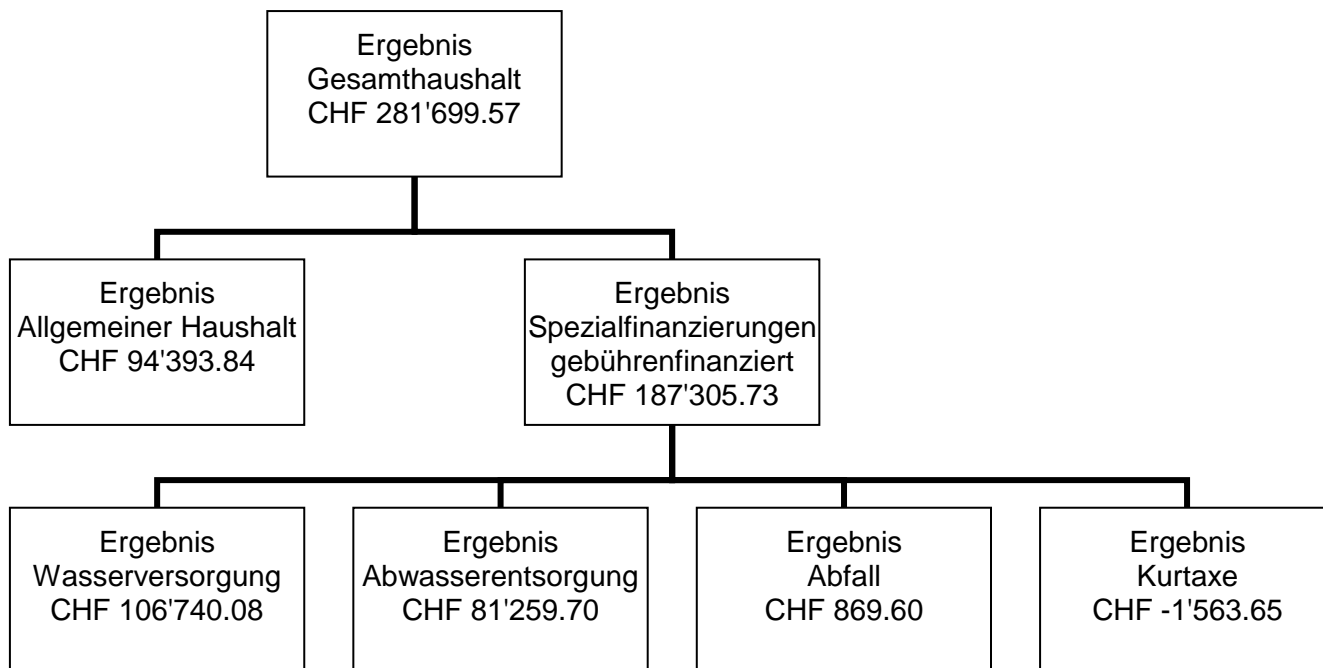 Ergebnis
Gesamthaushalt
CHF 281'699.57
Ergebnis
Allgemeiner Haushalt
CHF 94'393.84
Ergebnis
Spezialfinanzierungen
gebührenfinanziert
CHF 187'305.73
Ergebnis
Wasserversorgung
CHF 106'740.08
Ergebnis
Abwasserentsorgung
CHF 81'259.70
Ergebnis
Abfall
CHF 869.60
Ergebnis
Kurtaxe
CHF -1'563.65